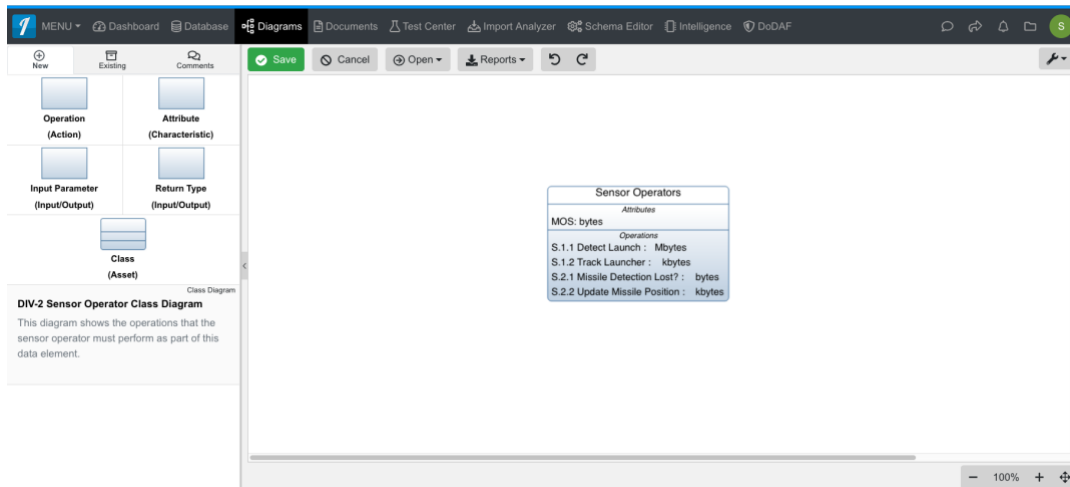 MENU Dashboard Database Diagrams Documents Test Center Import Analyzer Schema Editor Intelligence DoDAF S
New Existing Comments
Save Cancel Open Reports
Operation Attribute
(Action) (Characteristic)
Input Parameter Return Type
(Input/Output) (Input/Output)
Class
(Asset)
Class Diagram
DIV-2 Sensor Operator Class Diagram
This diagram shows the operations that the
sensor operator must perform as part of this
data element.
Sensor Operators
Attributes
MOS: bytes
Operations
S.1.1 Detect Launch : Mbytes
S.1.2 Track Launcher : kbytes
S.2.1 Missile Detection Lost? : bytes
S.2.2 Update Missile Position : kbytes
100%